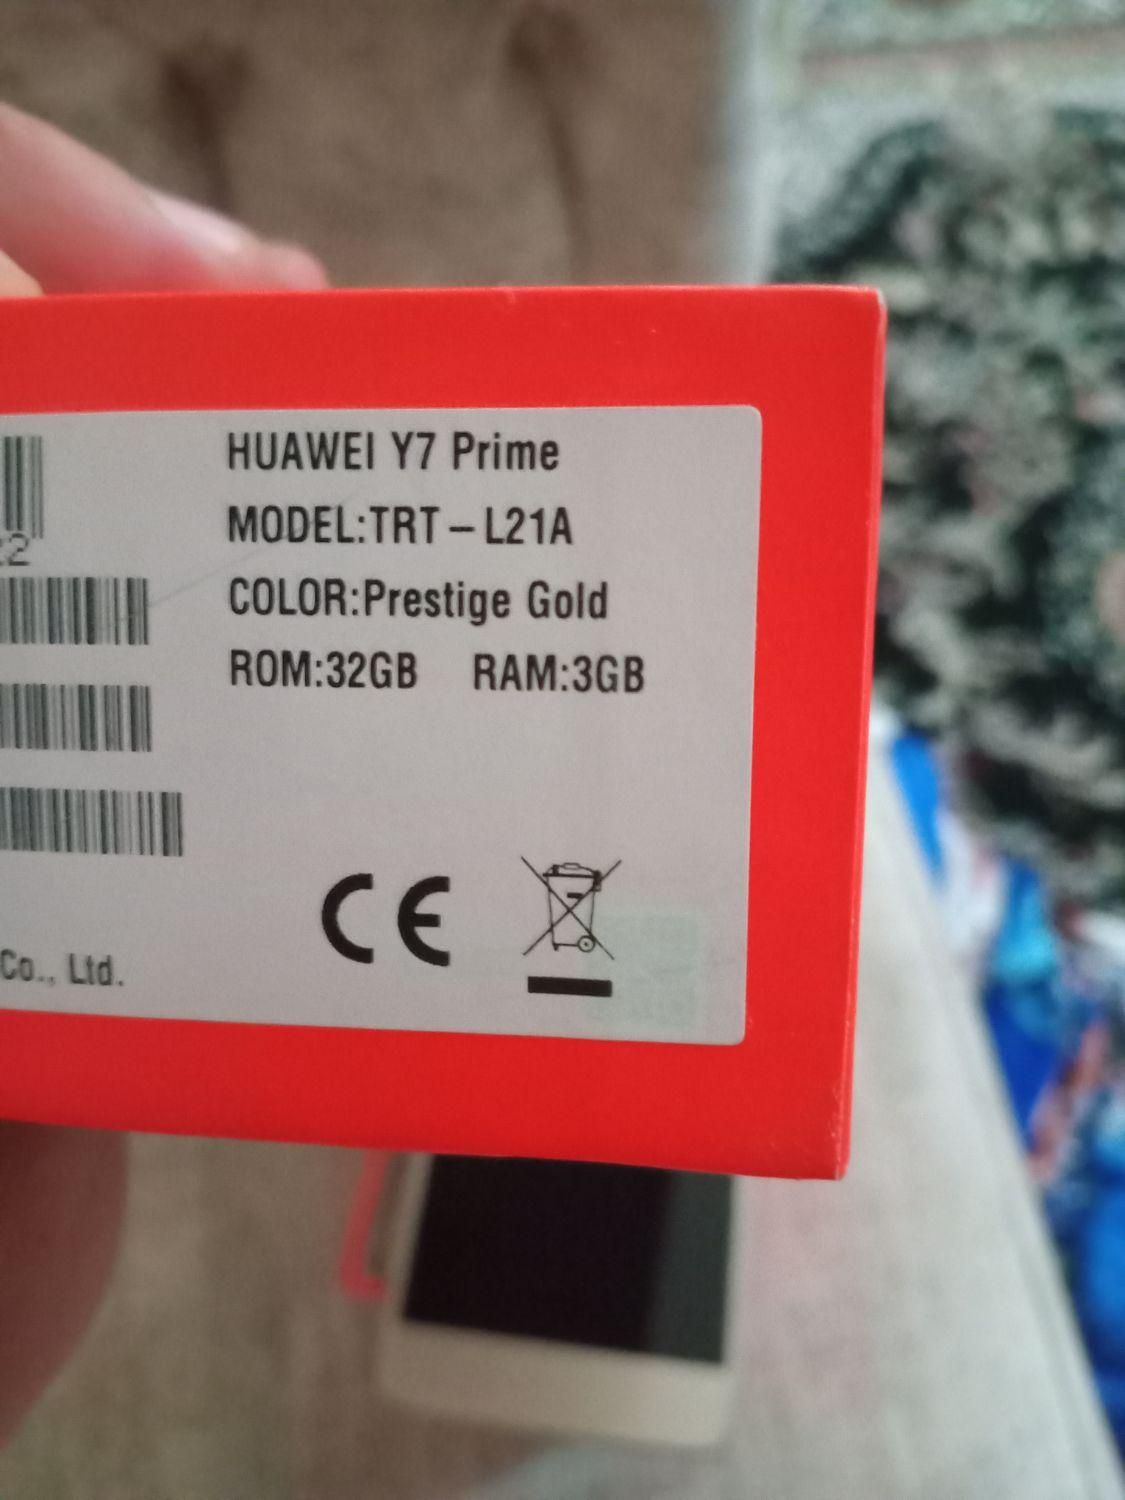 HUAWEI Y7 Prime
MODEL:TRT – L21A
COLOR:Prestige Gold
ROM:32GB RAM:3GB
CE
Co., Ltd.